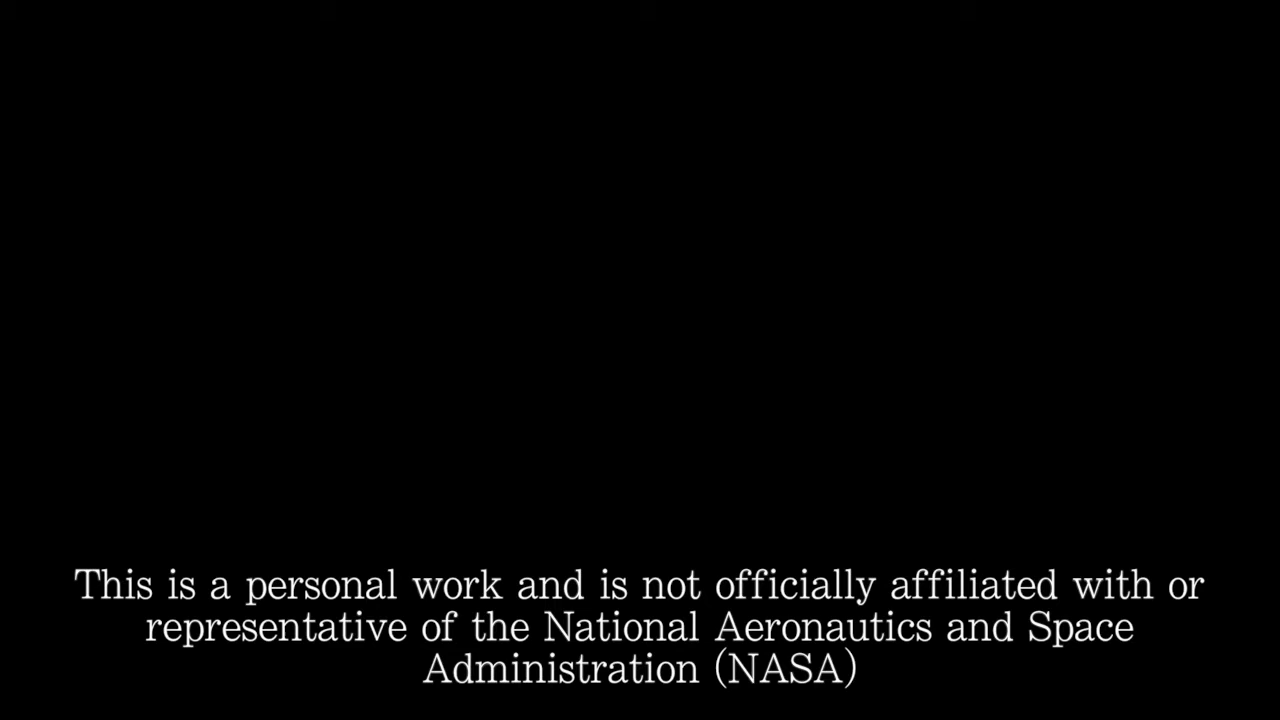 This is a personal work and is not officially affiliated with or
representative of the National Aeronautics and Space
Administration (NASA)